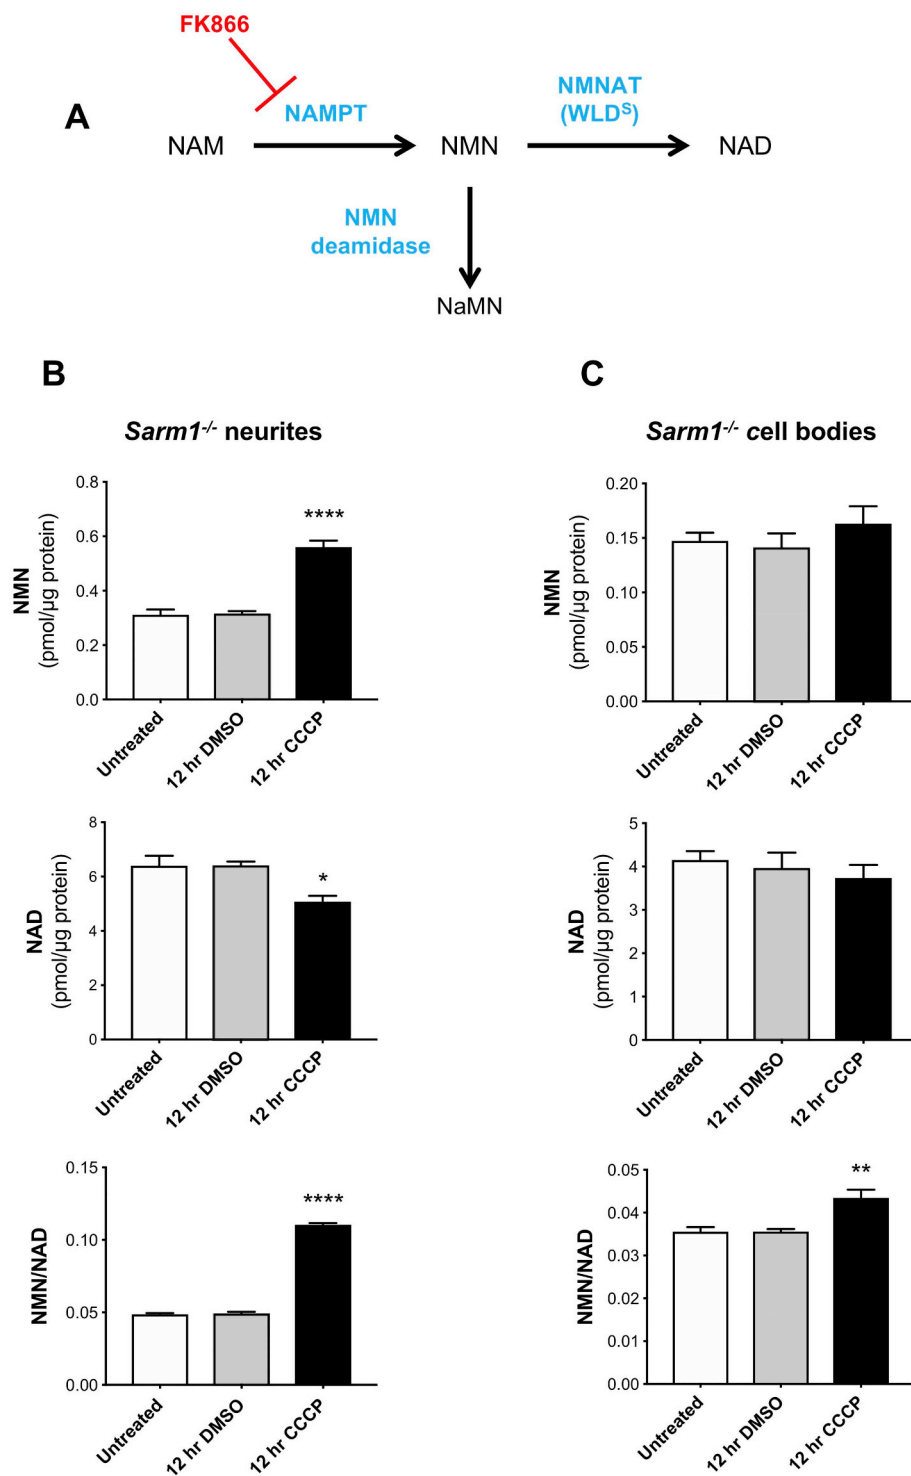 FK866
A
NAMPT
NMNAT
(WLDS)
NAM
NMN
NAD
NMN
deamidase
NaMN
B
Sarm1-/- neurites
NMN
(pmol/µg protein)
0.8
0.6
0.4
0.2
0.0
****
Untreated
12 hr DMSO
12 hr CCCP
NAD
(pmol/µg protein)
8
6
4
2
0
*
Untreated
12 hr DMSO
12 hr CCCP
NMN/NAD
0.15
0.10
0.05
0.00
****
Untreated
12 hr DMSO
12 hr CCCP
C
Sarm1-/- cell bodies
NMN
(pmol/µg protein)
0.20
0.15
0.10
0.05
0.00
Untreated
12 hr DMSO
12 hr CCCP
NAD
(pmol/µg protein)
5
4
3
2
1
0
Untreated
12 hr DMSO
12 hr CCCP
NMN/NAD
0.05
0.04
0.03
0.02
0.01
0.00
**
Untreated
12 hr DMSO
12 hr CCCP